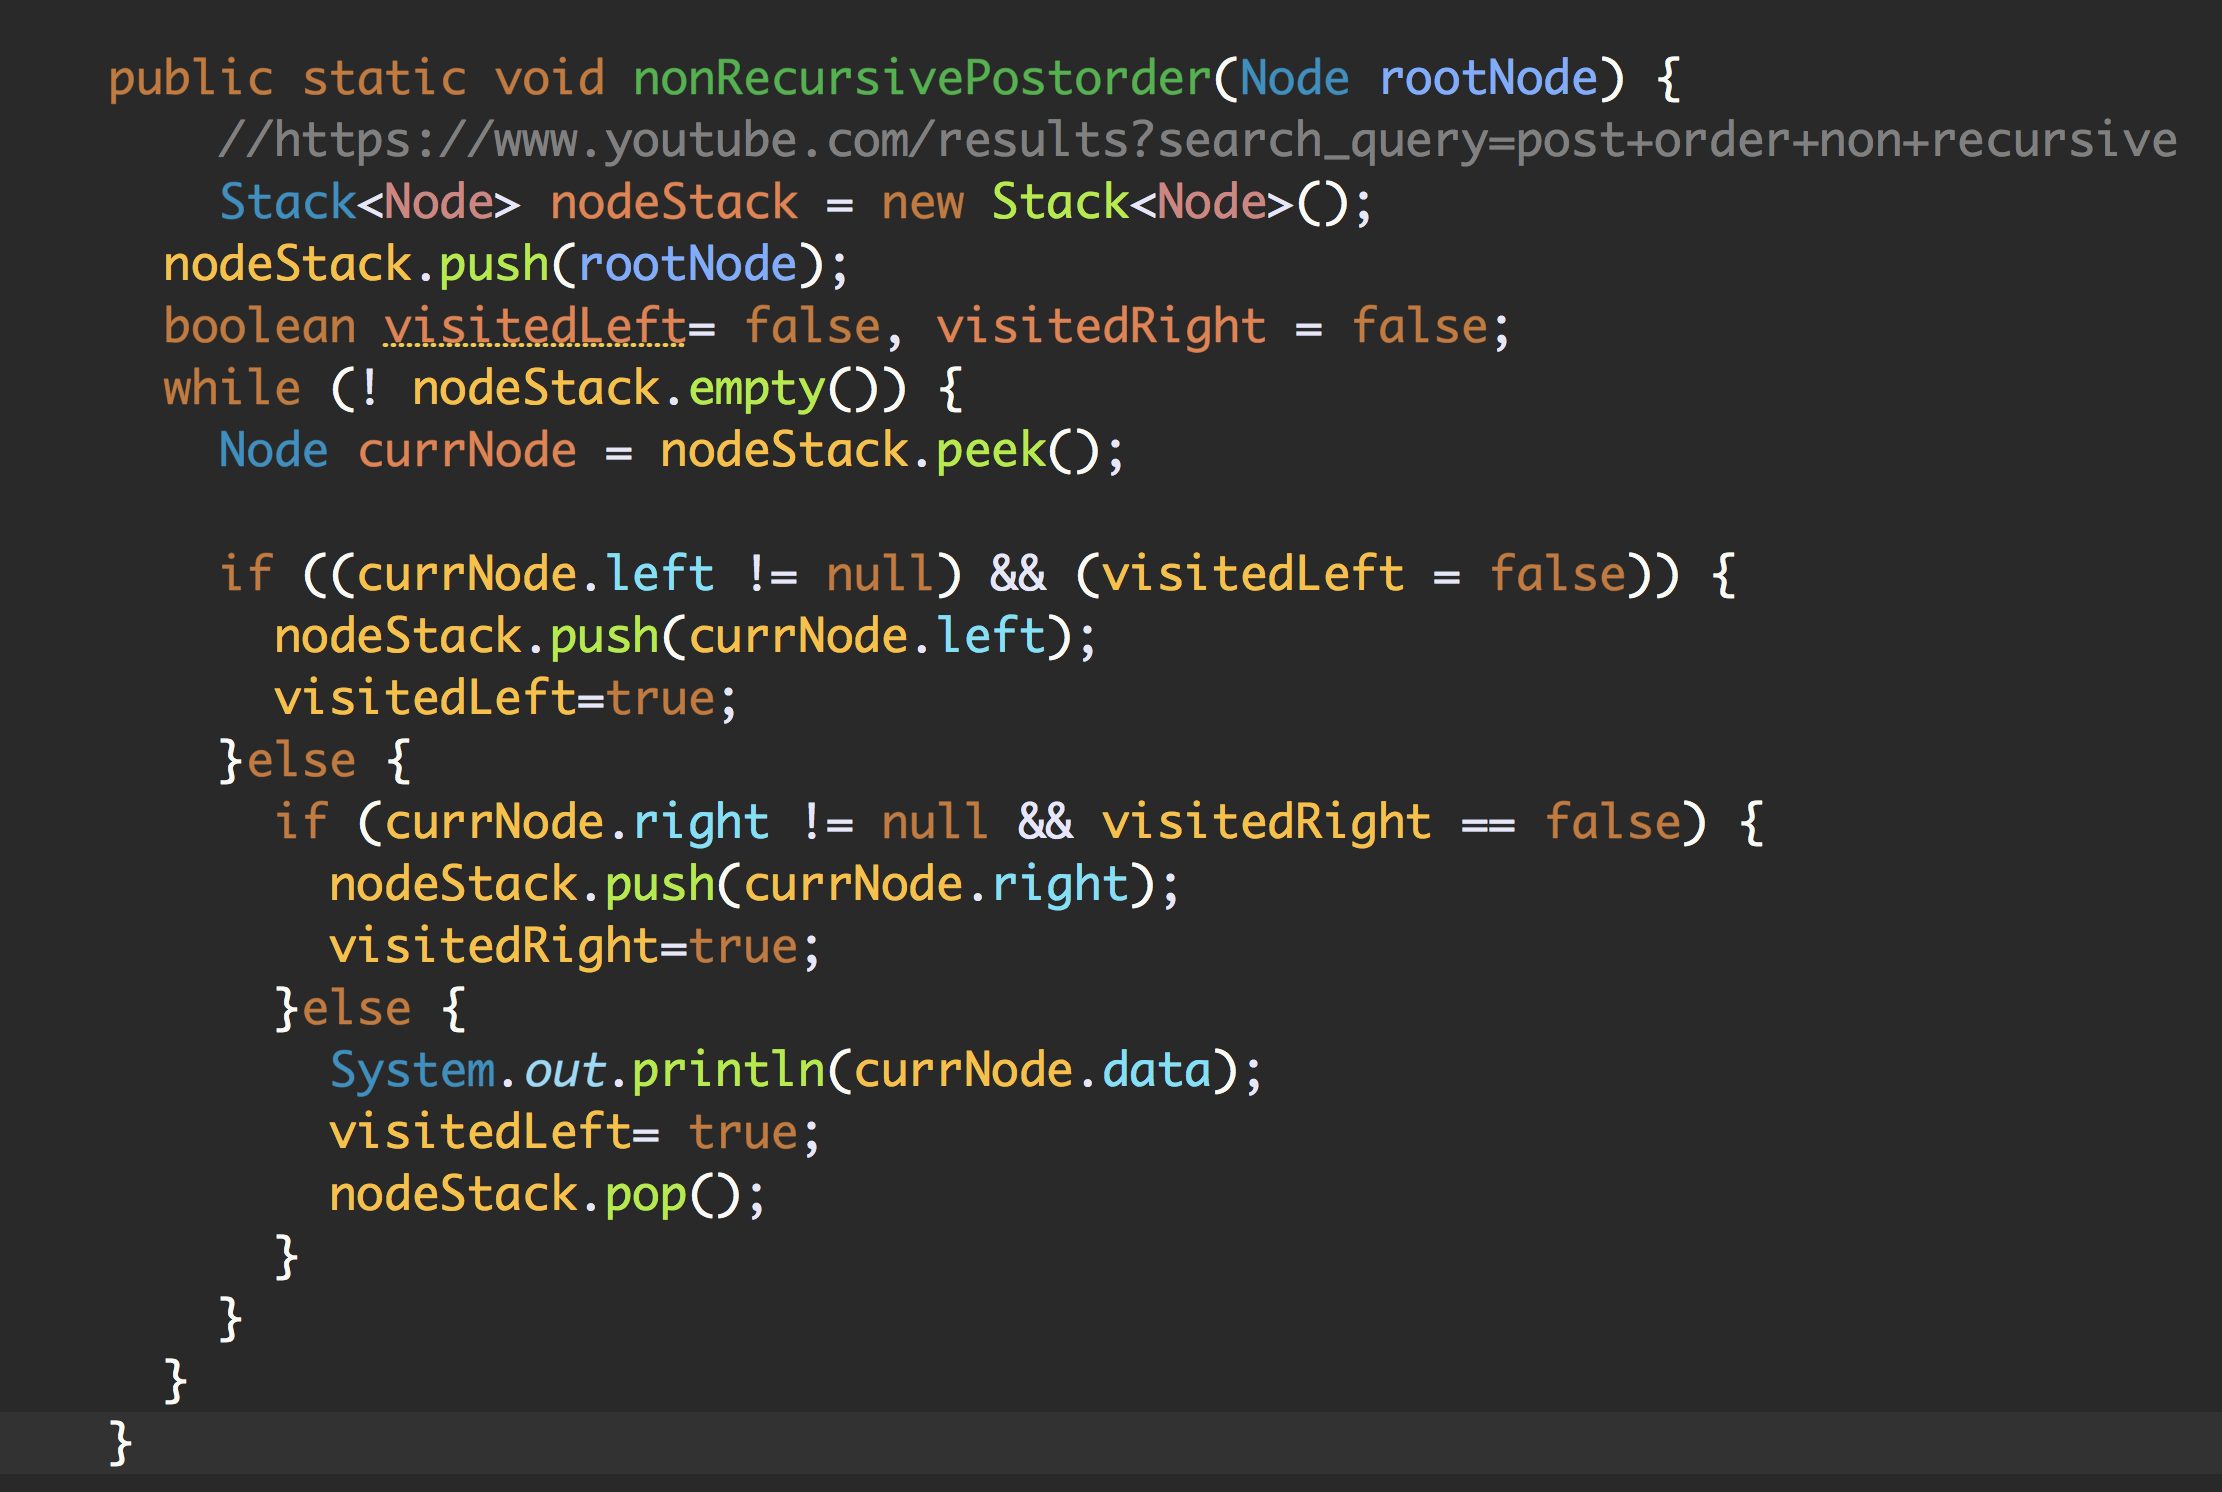 public static void nonRecursivePostorder(Node rootNode) {
//https://www.youtube.com/results?search_query=post+order+non+recursive
Stack<Node> nodeStack = new Stack<Node>();
nodeStack.push(rootNode);
boolean visitedLeft= false, visitedRight = false;
while (! nodeStack.empty()) {
Node currNode = nodeStack.peek();
if ((currNode.left != null) && (visitedLeft = false)) {
nodeStack.push(currNode.left);
visitedLeft=true;
}else {
if (currNode.right != null && visitedRight == false) {
nodeStack.push(currNode.right);
visitedRight=true;
}else {
System.out.println(currNode.data);
visitedLeft= true;
nodeStack.pop();
}
}
}
}